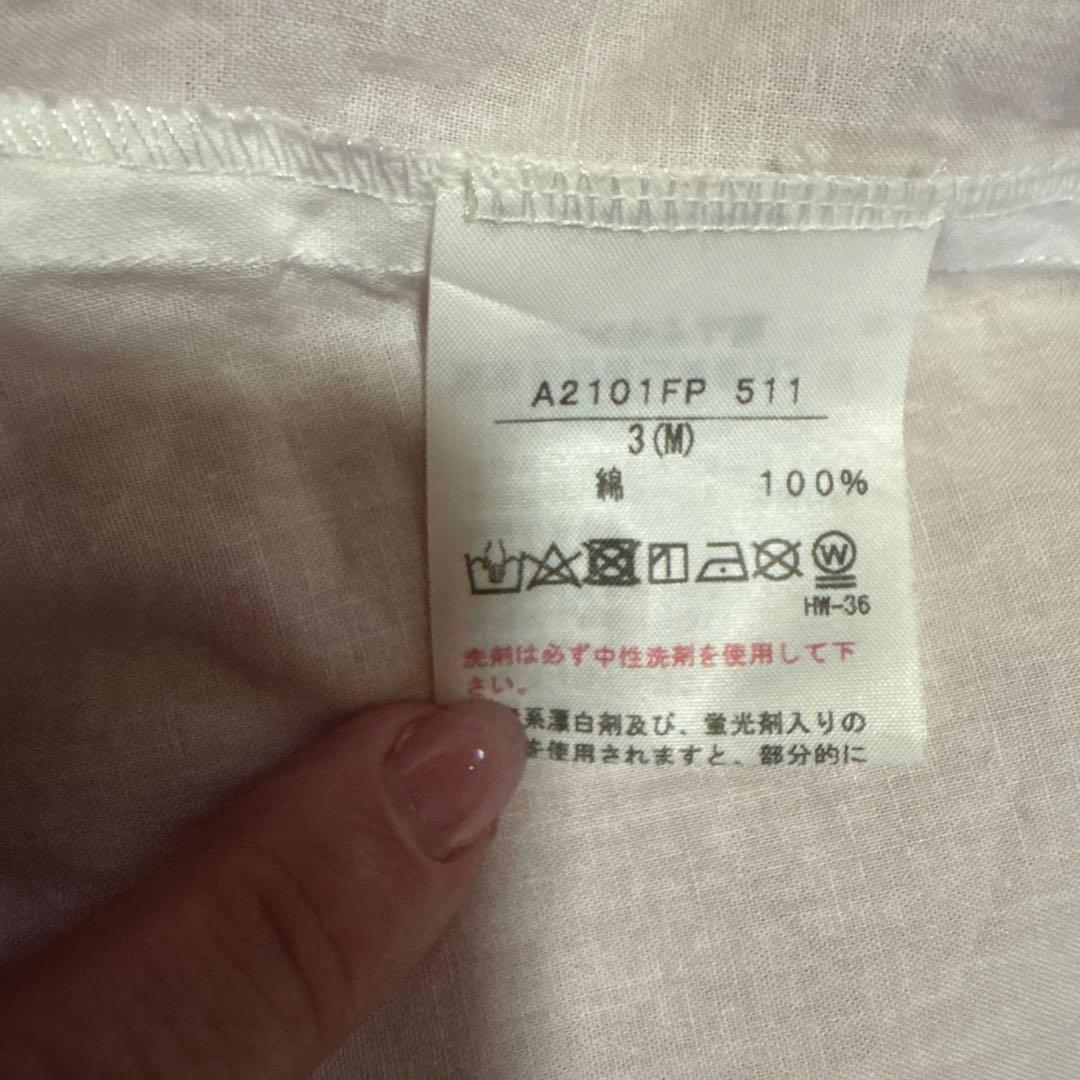 A2101FP 511
3(M)
綿 100%
W
HW-36
洗剤は必ず中性洗剤を使用して下
さい。
系漂白剤及び、蛍光剤入りの
を使用されますと、部分的に